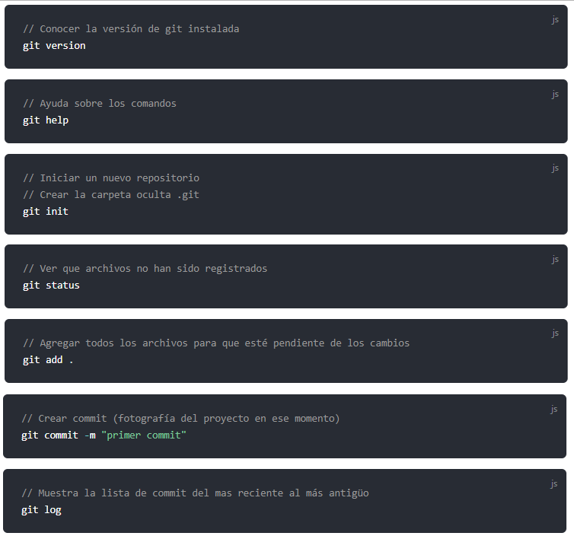 js
// Conocer la versión de git instalada
git version
js
// Ayuda sobre los comandos
git help
js
// Iniciar un nuevo repositorio
// Crear la carpeta oculta .git
git init
js
// Ver que archivos no han sido registrados
git status
js
// Agregar todos los archivos para que esté pendiente de los cambios
git add .
js
// Crear commit (fotografía del proyecto en ese momento)
git commit -m "primer commit"
js
// Muestra la lista de commit del mas reciente al más antigüo
git log